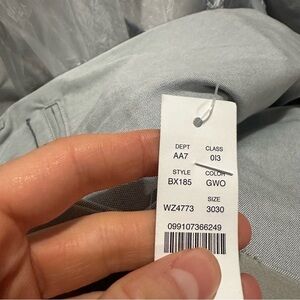 DEPT CLASS
AA7 013
STYLE COLOR
BX185 GWO
SIZE
WZ4773 3030
099107366249